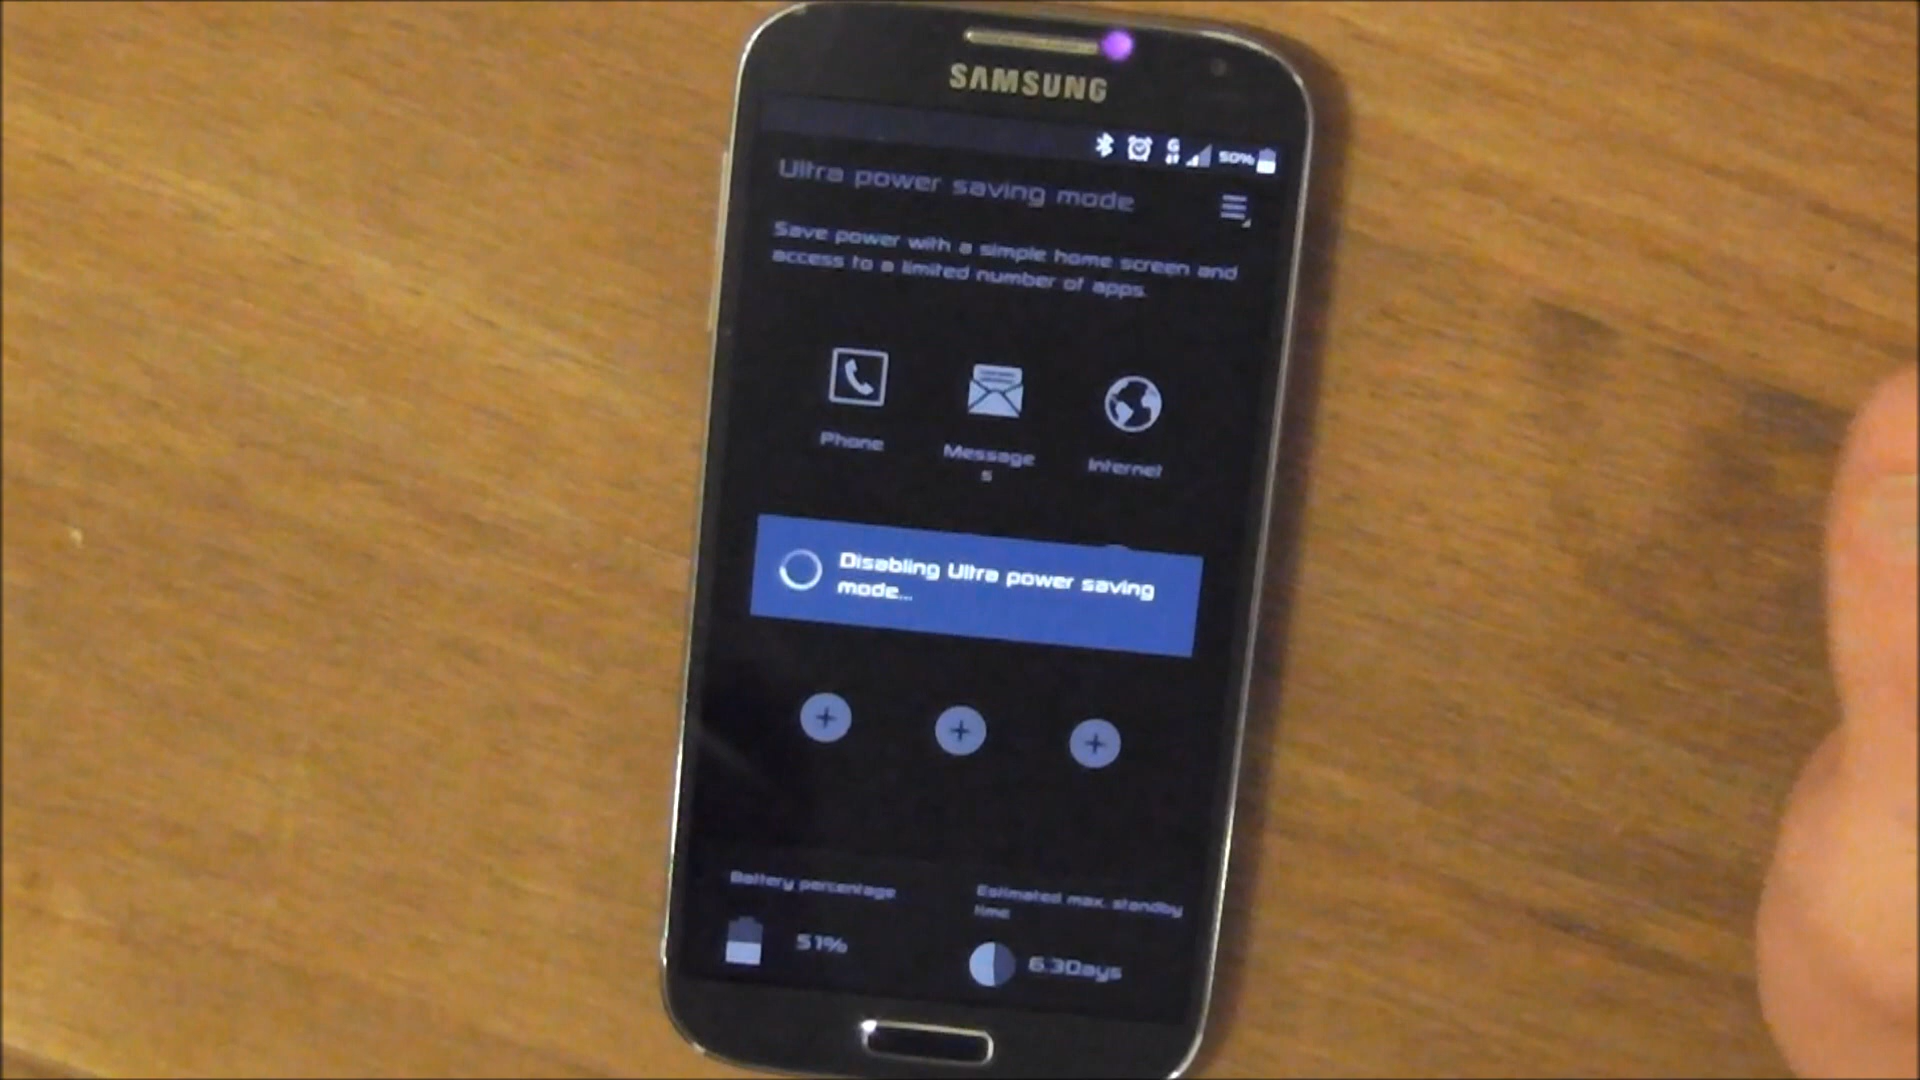 SAMSUNG
G 50%
Ultra power saving mode
Save power with a simple home screen and
access to a limited number of apps.
Phone
Message
s
Internet
Disabling Ultra power saving
mode...
Battery percentage
51%
Estimated max. standby
time
6.3Days